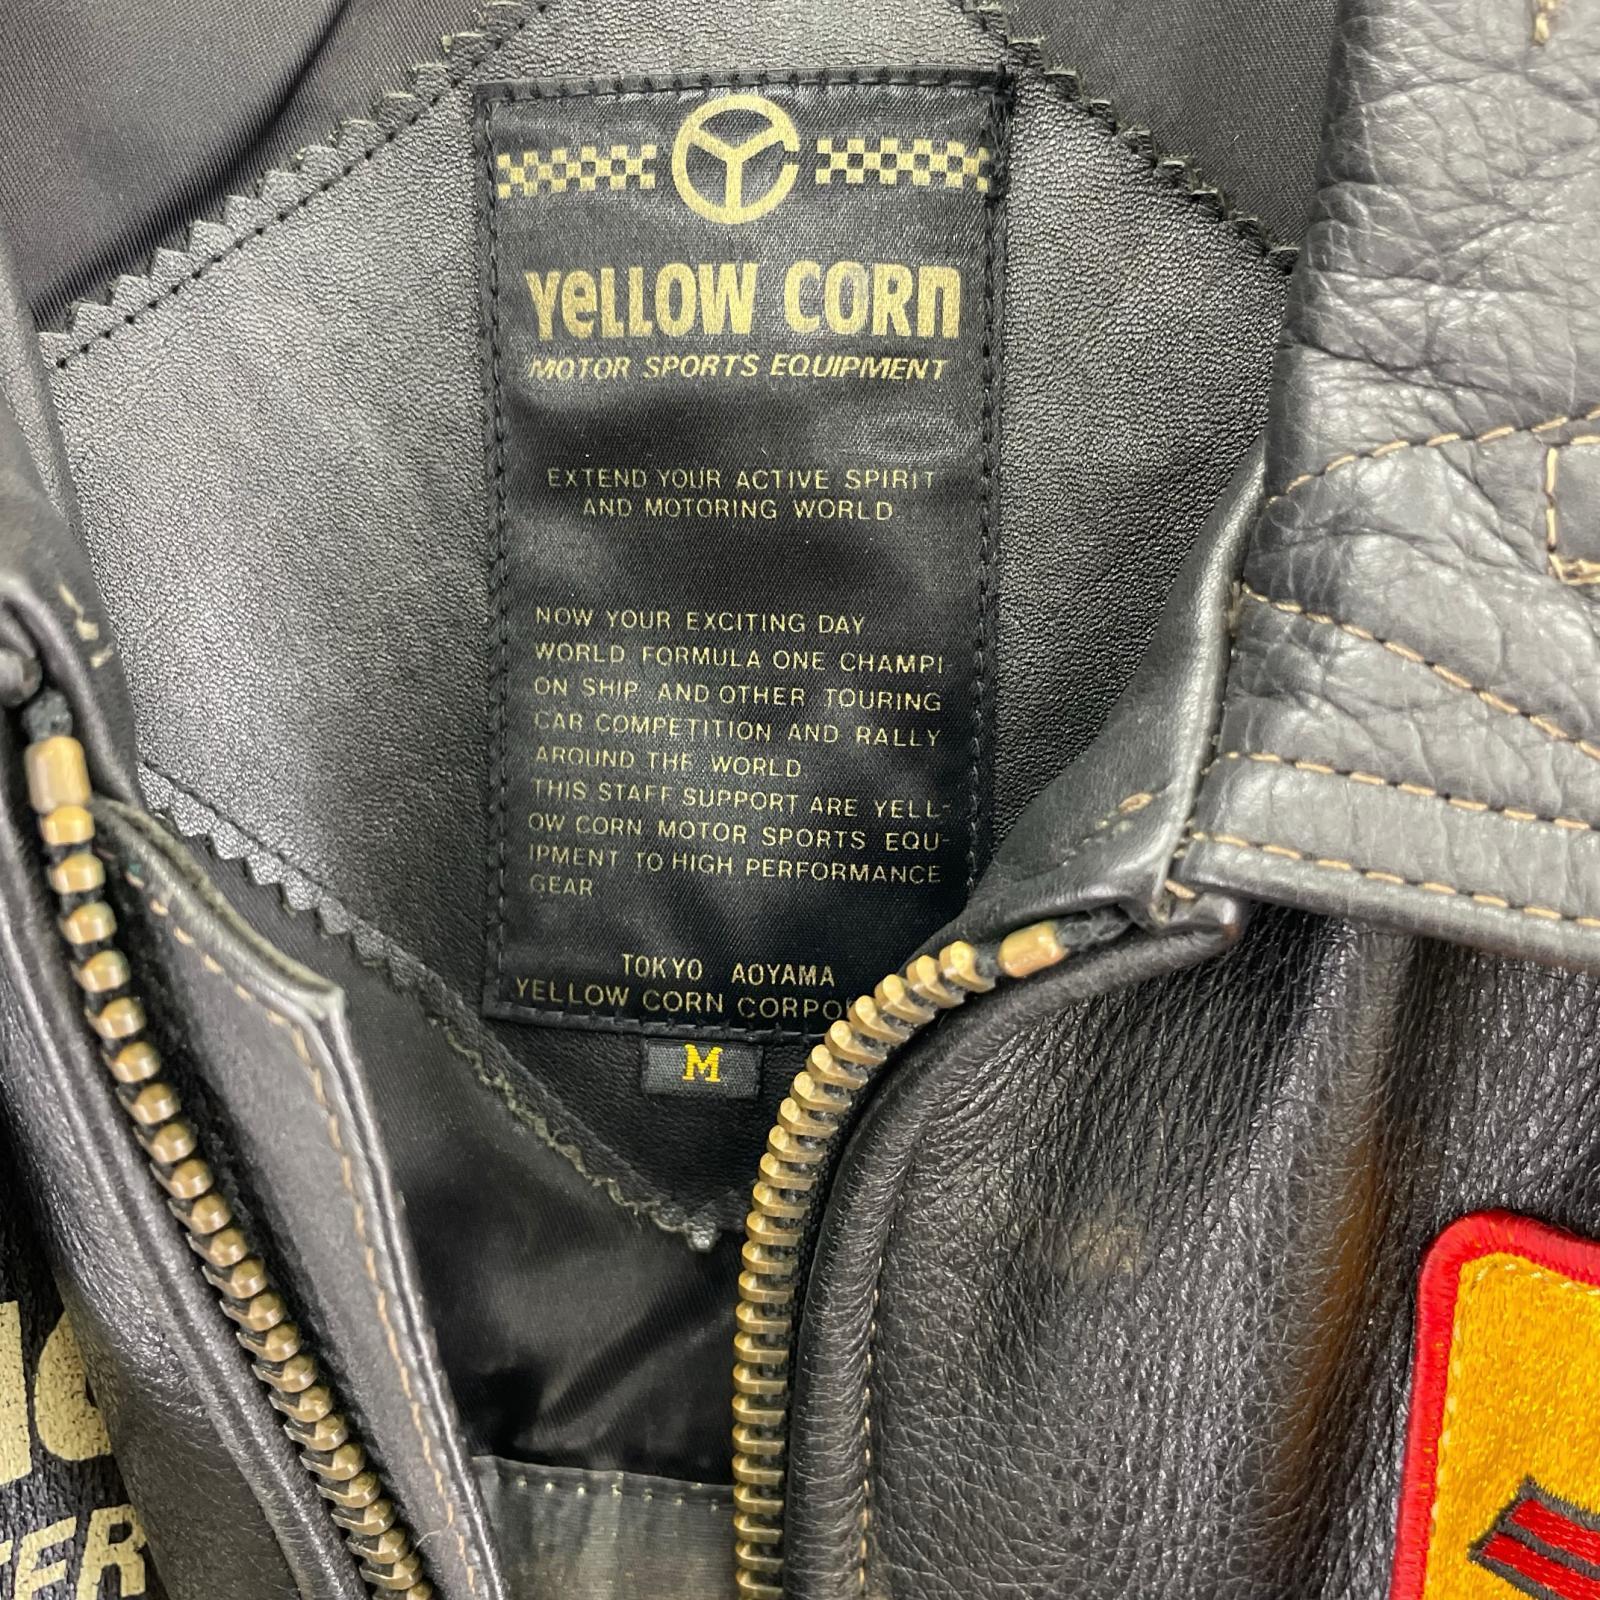 YeLLOW CORn
MOTOR SPORTS EQUIPMENT
EXTEND YOUR ACTIVE SPIRIT
AND MOTORING WORLD
NOW YOUR EXCITING DAY
WORLD FORMULA ONE CHAMPI
ON SHIP AND OTHER TOURING
CAR COMPETITION AND RALLY
AROUND THE WORLD
THIS STAFF SUPPORT ARE YELL-
OW CORN MOTOR SPORTS EQU-
IPMENT TO HIGH PERFORMANCE
GEAR
TOKYO AOYAMA
YELLOW CORN CORPO
M
TER